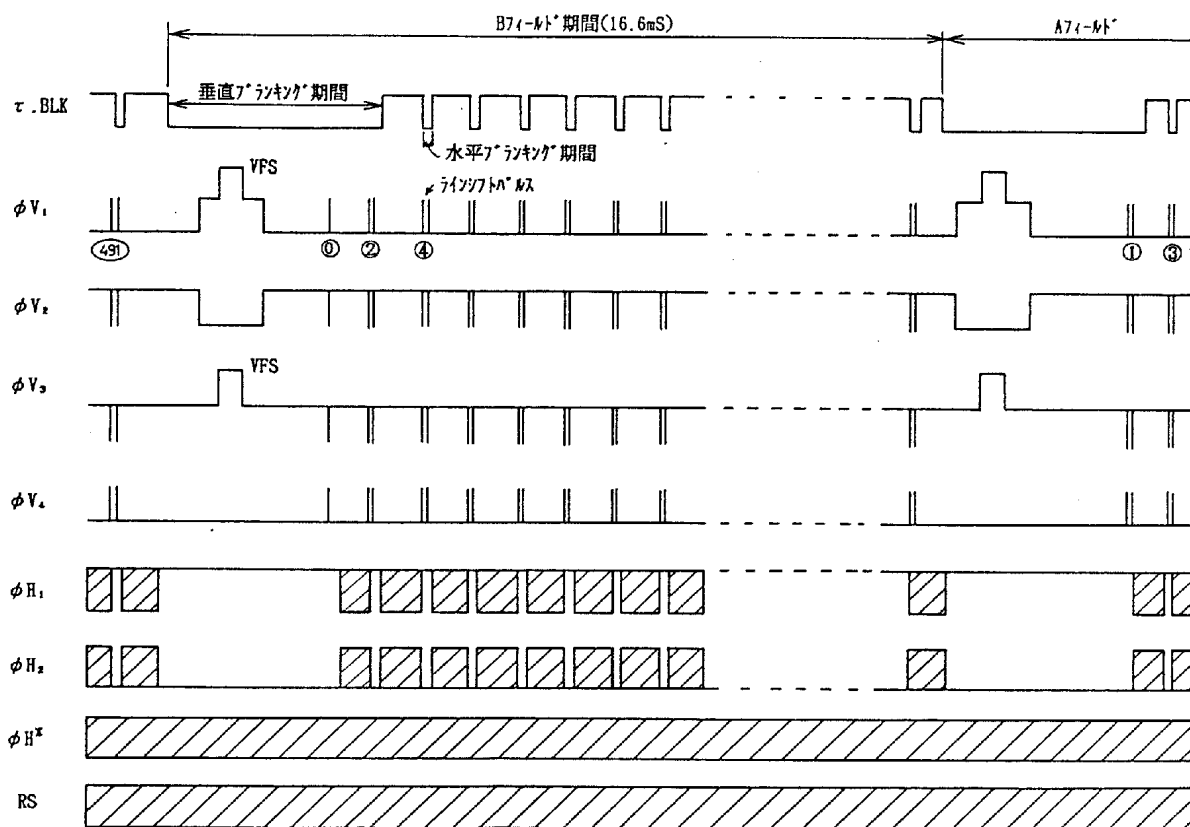 Bフィールド期間(16.6mS)
Aフィールド
τ.BLK
垂直ブランキング期間
水平ブランキング期間
VFS
ラインシフトパルス
φV₁
491
⓪ ② ④ ① ③
φV₂
VFS
φV₃
φV₄
φH₁
φH₂
φH*
RS